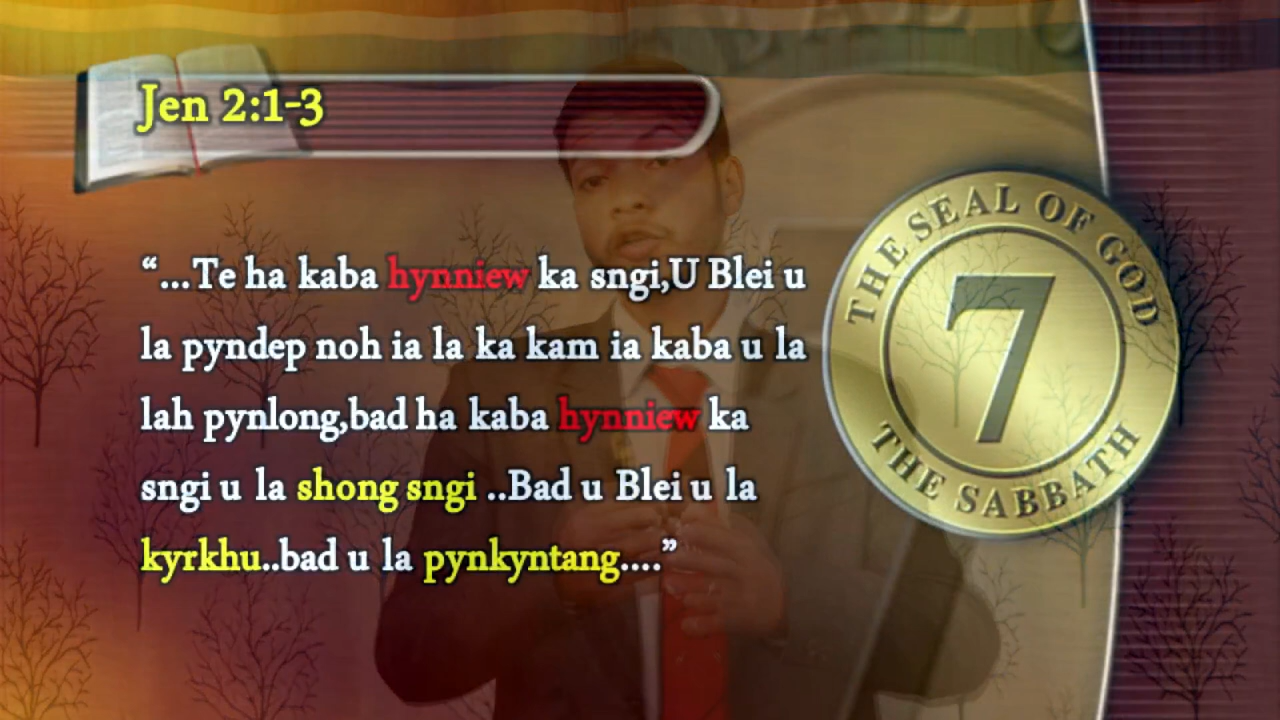 Jen 2:1-3
“...Te ha kaba hynniew ka sngi,U Blei u
la pyndep noh ia la ka kam ia kaba u la
lah pynlong,bad ha kaba hynniew ka
sngi u la shong sngi ..Bad u Blei u la
kyrkhu..bad u la pynkyntang....”
THE SEAL OF GOD
7
THE SABBATH